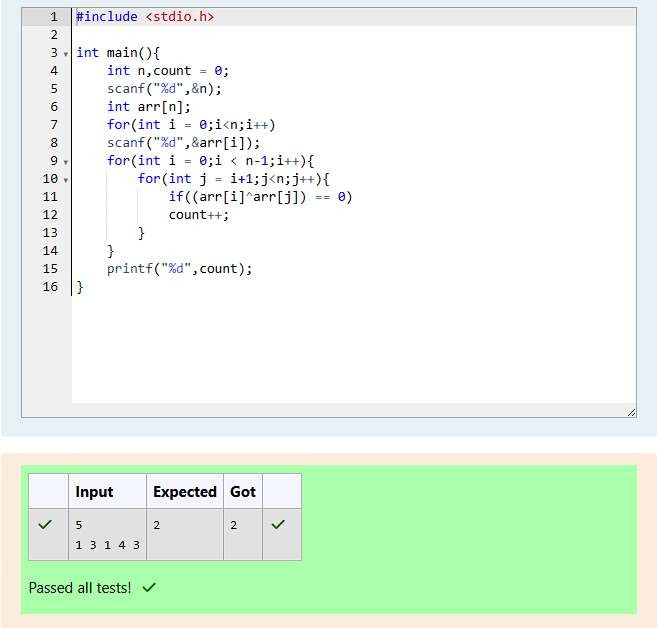 1 #include <stdio.h>
2
3 int main(){
4     int n,count = 0;
5     scanf("%d",&n);
6     int arr[n];
7     for(int i = 0;i<n;i++)
8     scanf("%d",&arr[i]);
9     for(int i = 0;i < n-1;i++){
10         for(int j = i+1;j<n;j++){
11             if((arr[i]^arr[j]) == 0)
12             count++;
13         }
14     }
15     printf("%d",count);
16 }
Input Expected Got
5 2 2
1 3 1 4 3
Passed all tests!